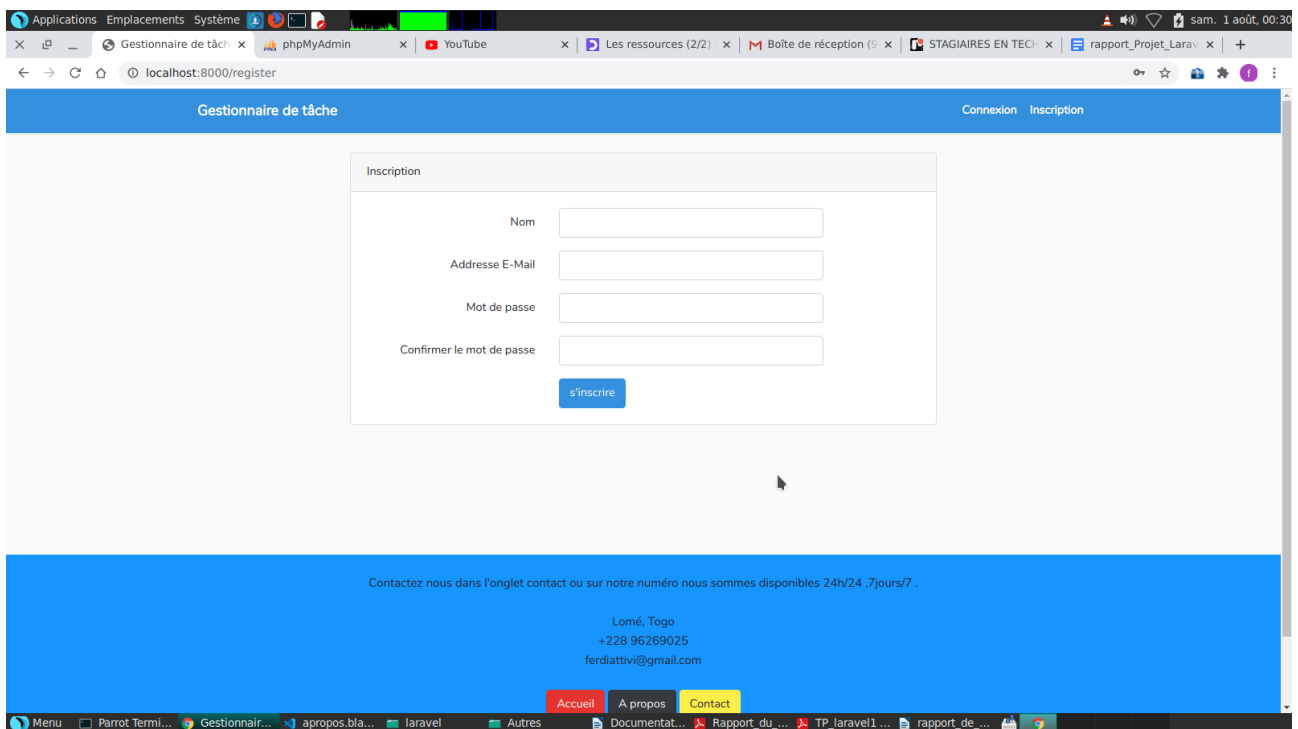 Applications Emplacements Système sam. 1 août, 00:30
Gestionnaire de tâch phpMyAdmin YouTube Les ressources (2/2) Boîte de réception (9 STAGIAIRES EN TECH rapport_Projet_Larav
localhost:8000/register f
Gestionnaire de tâche Connexion Inscription
Inscription
Nom
Addresse E-Mail
Mot de passe
Confirmer le mot de passe
s'inscrire
Contactez nous dans l'onglet contact ou sur notre numéro nous sommes disponibles 24h/24 ,7jours/7 .
Lomé, Togo
+228 96269025
ferdiattivi@gmail.com
Accueil A propos Contact
Menu Parrot Termi... Gestionnair... apropos.bla... laravel Autres Documentat... Rapport_du_... TP_laravel1 ... rapport_de_...